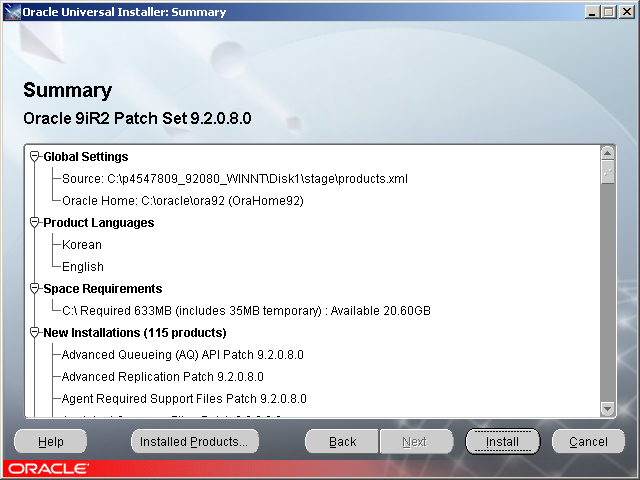 Oracle Universal Installer: Summary
Summary
Oracle 9iR2 Patch Set 9.2.0.8.0
Global Settings
Source: C:\p4547809_92080_WINNT\Disk1\stage\products.xml
Oracle Home: C:\oracle\ora92 (OraHome92)
Product Languages
Korean
English
Space Requirements
C:\ Required 633MB (includes 35MB temporary) : Available 20.60GB
New Installations (115 products)
Advanced Queueing (AQ) API Patch 9.2.0.8.0
Advanced Replication Patch 9.2.0.8.0
Agent Required Support Files Patch 9.2.0.8.0
Help Installed Products... Back Next Install Cancel
ORACLE